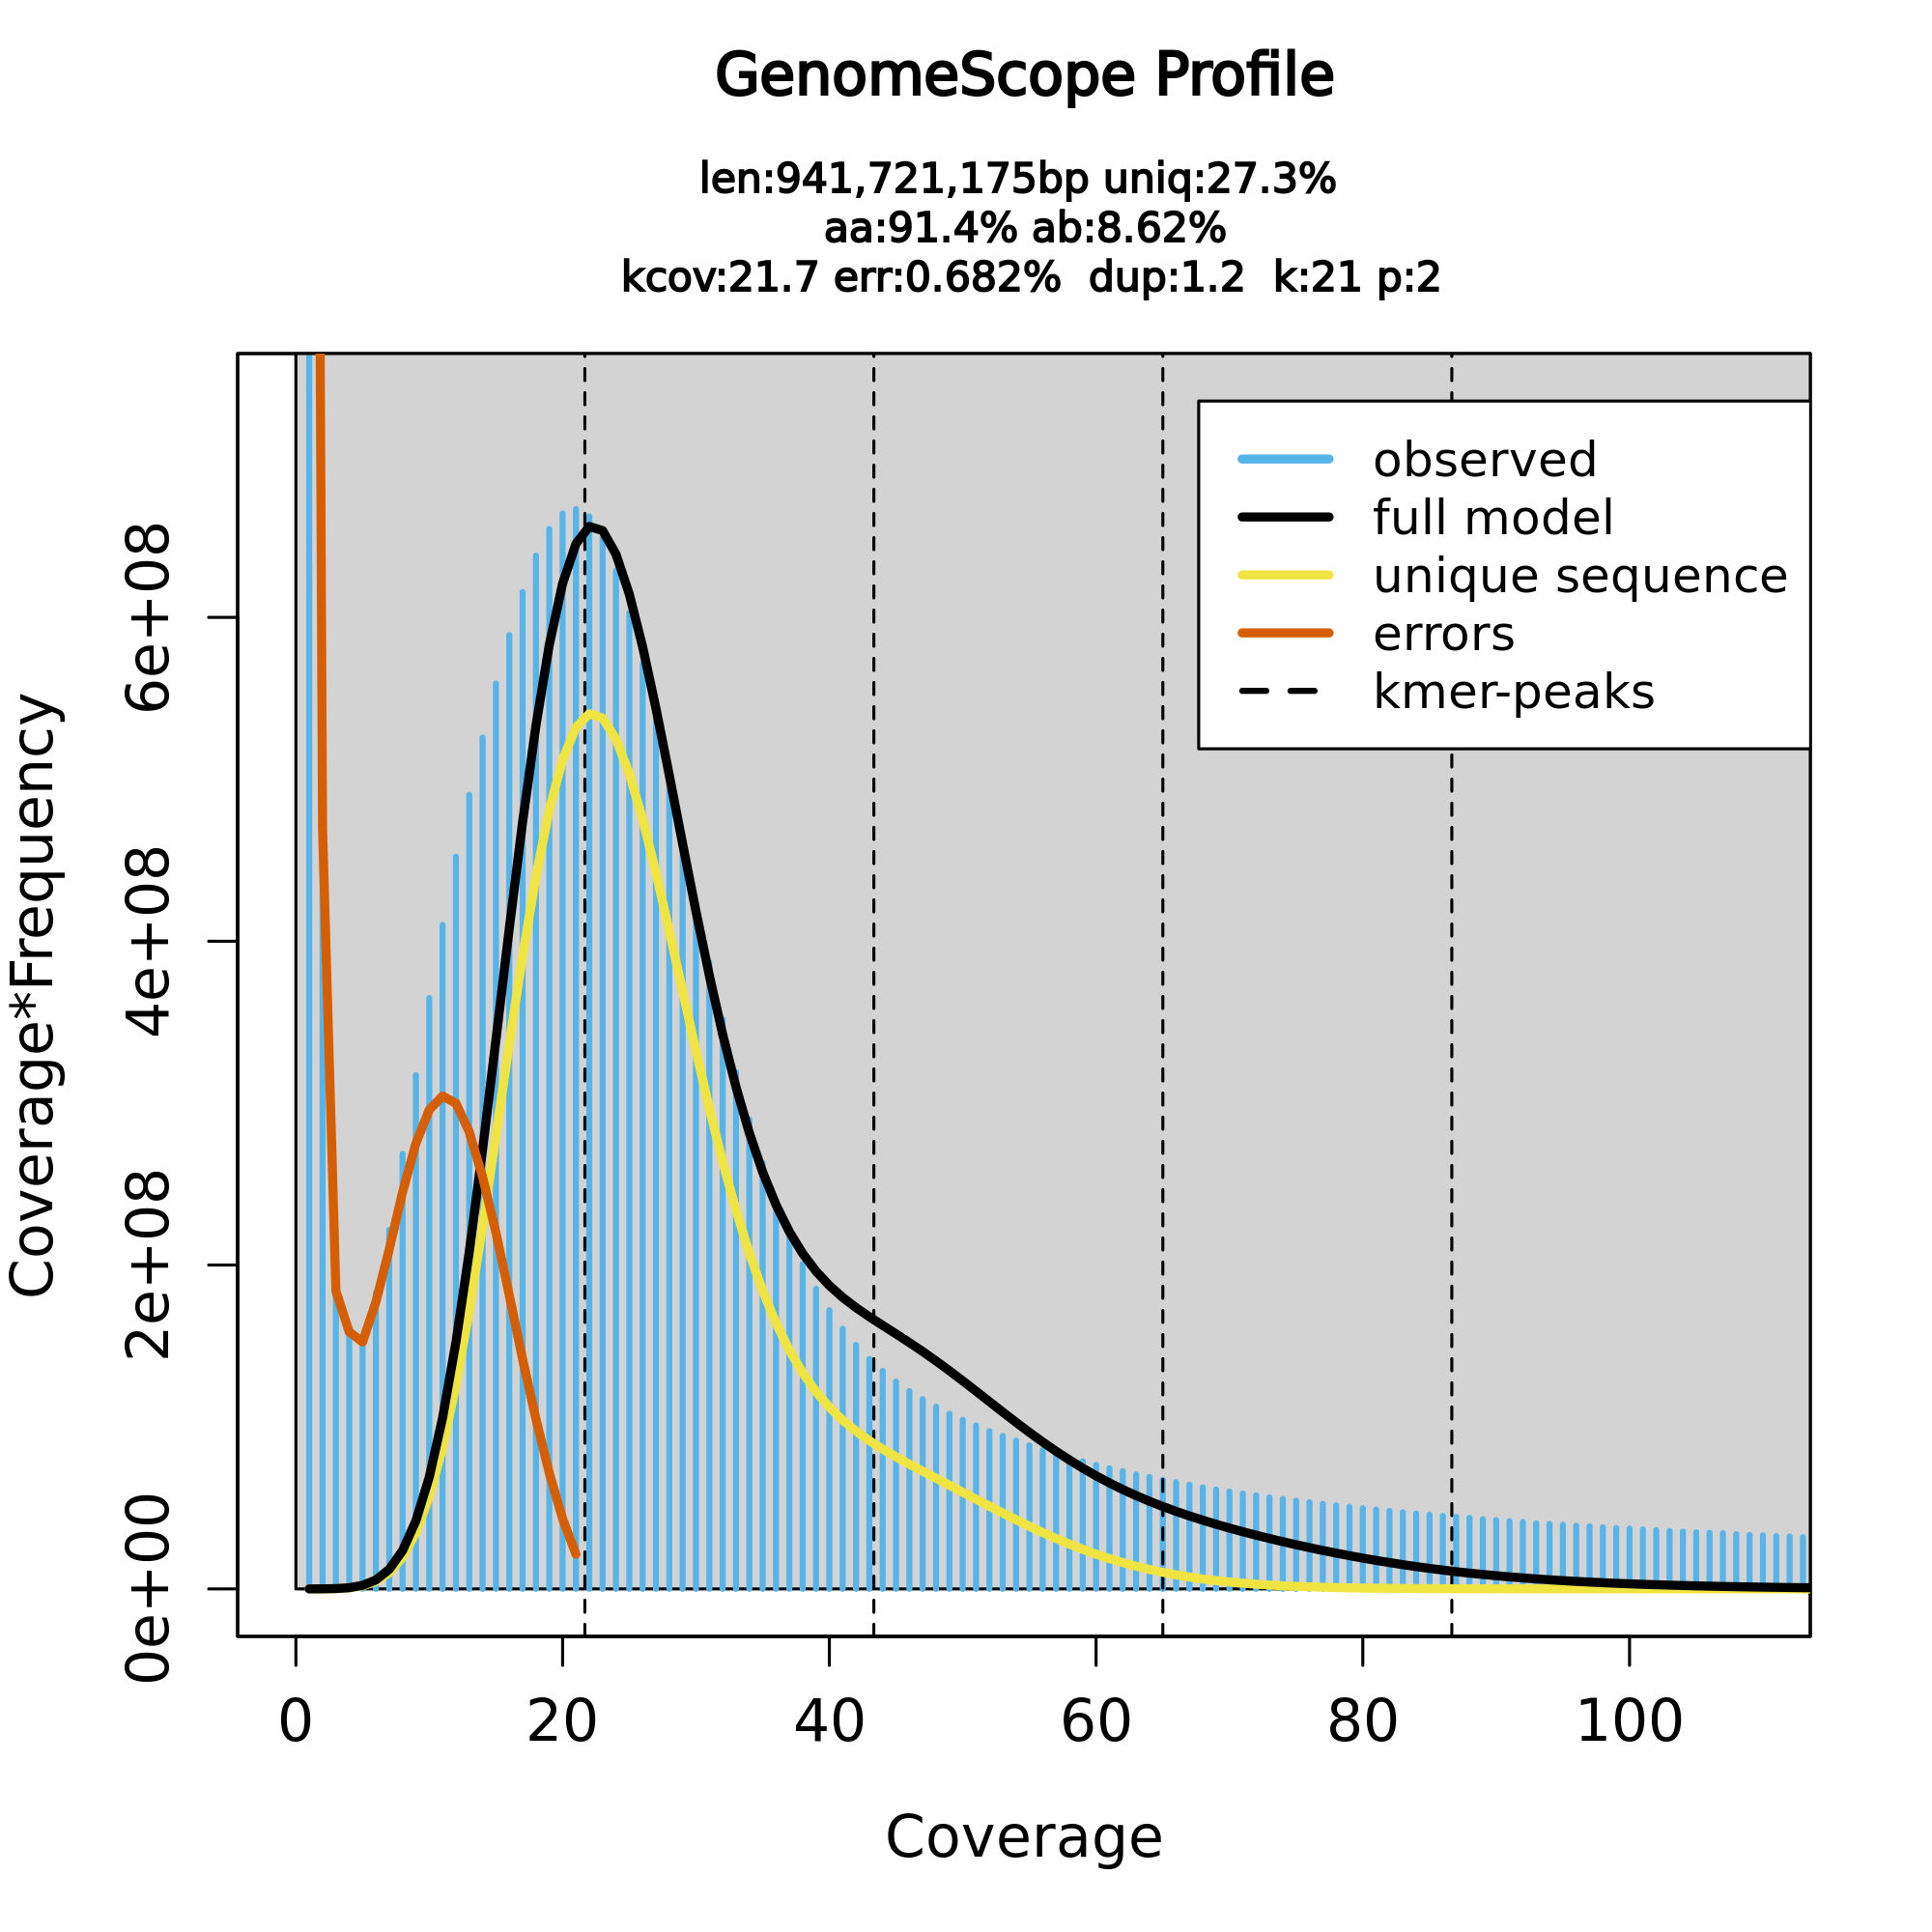 GenomeScope Profile
len:941,721,175bp uniq:27.3%
aa:91.4% ab:8.62%
kcov:21.7 err:0.682% dup:1.2 k:21 p:2
observed
full model
unique sequence
errors
kmer-peaks
Coverage*Frequency
6e+08
4e+08
2e+08
0e+00
0 20 40 60 80 100
Coverage